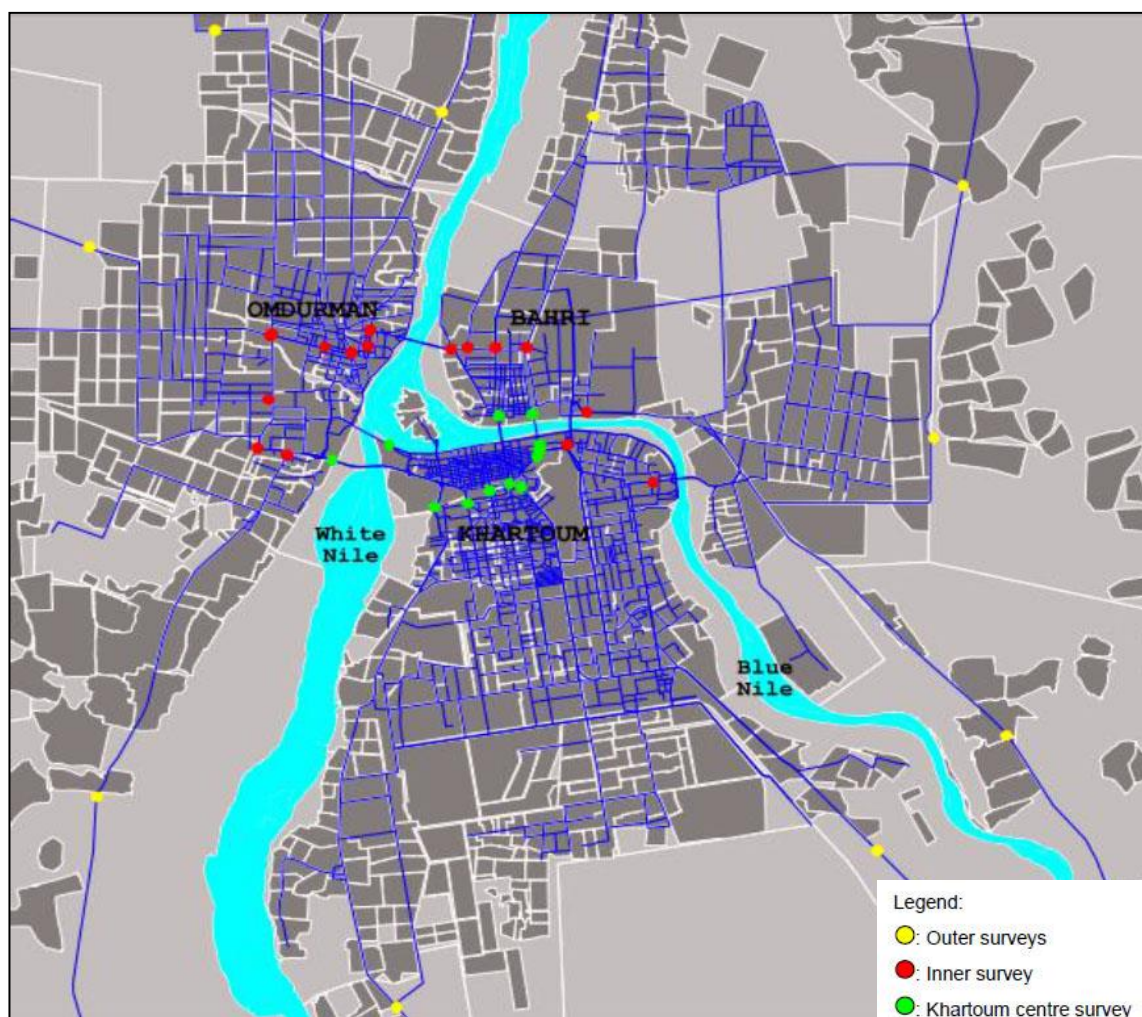 OMDURMAN
BAHRI
KHARTOUM
White
Nile
Blue
Nile
Legend:
: Outer surveys
: Inner survey
: Khartoum centre survey